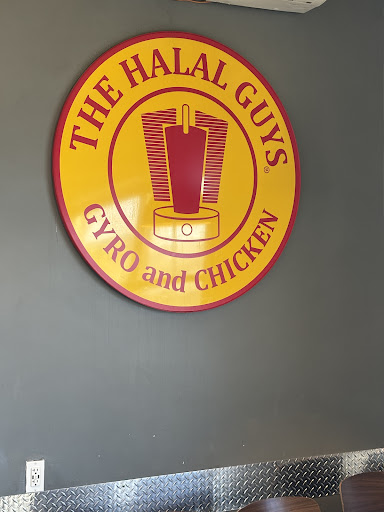 THE HALAL GUYS
®
GYRO and CHICKEN